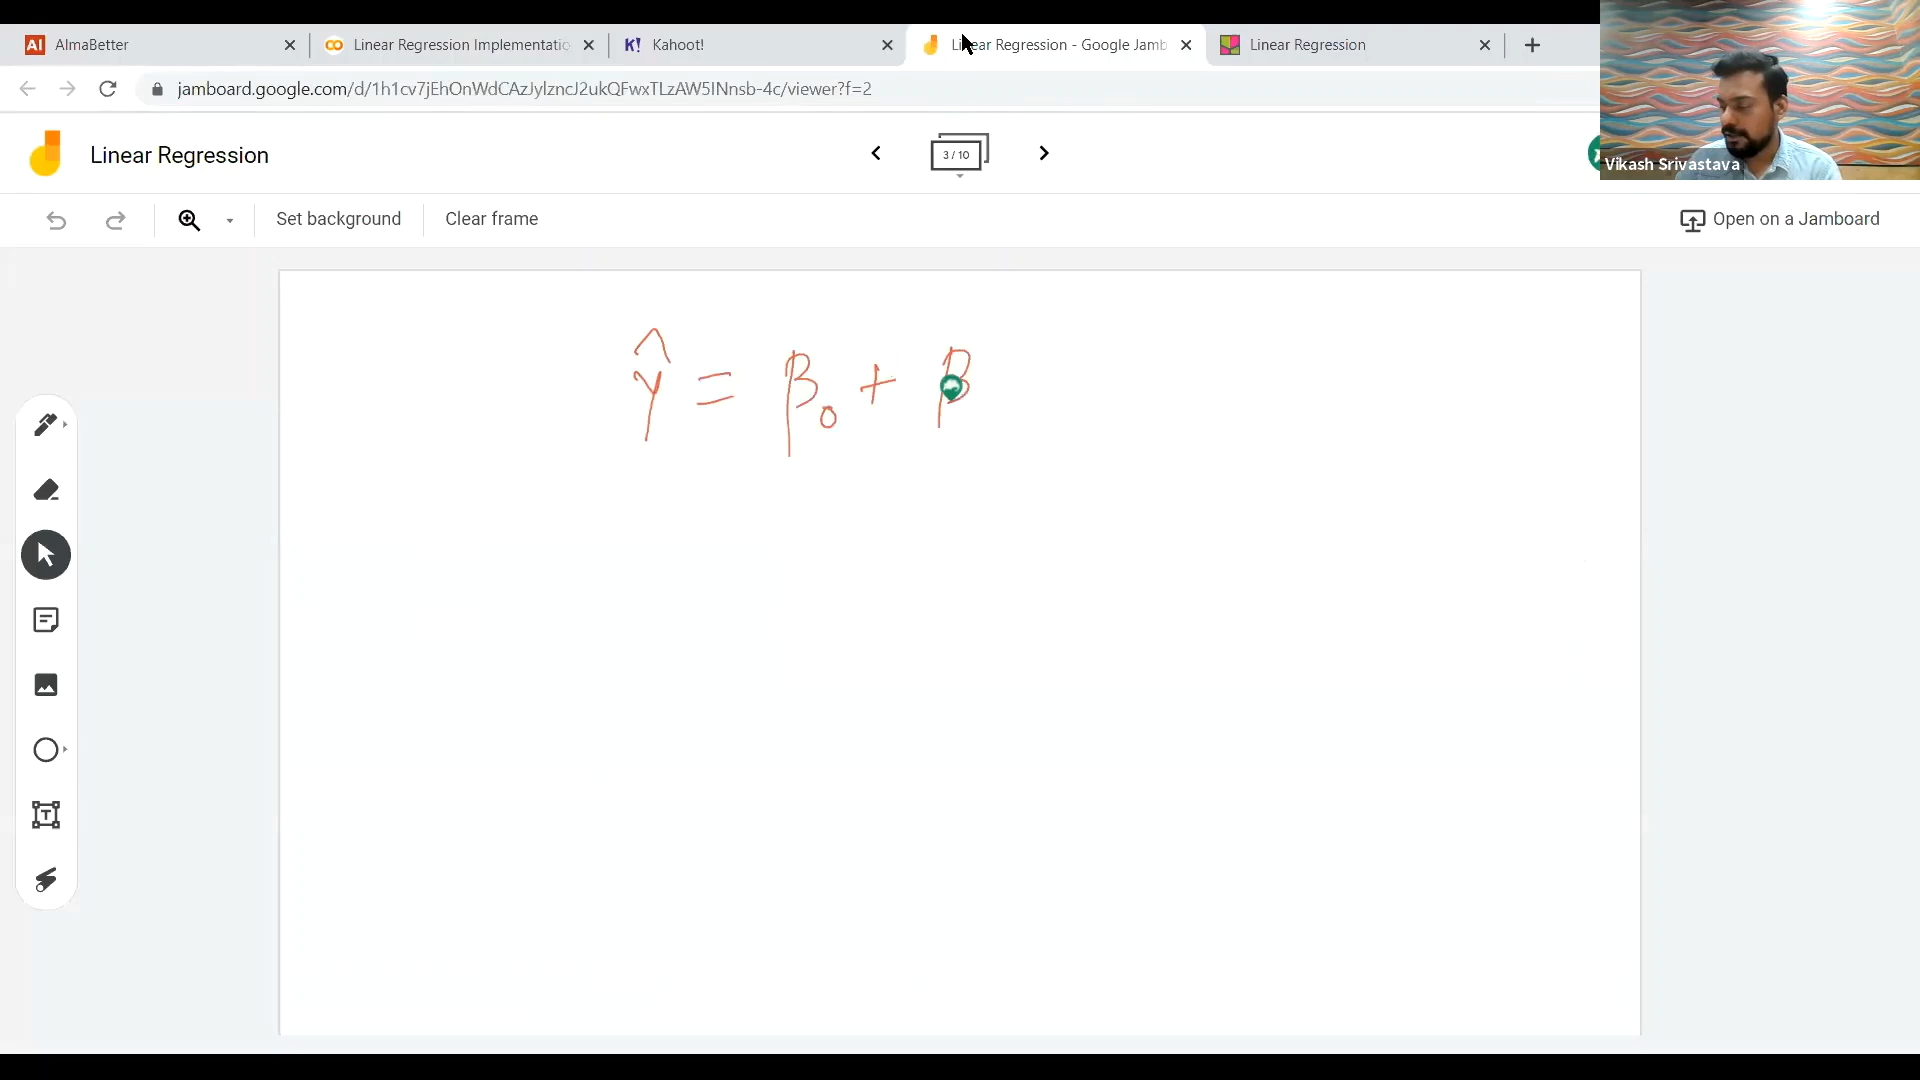 AlmaBetter
Linear Regression Implementatio
K! Kahoot!
Linear Regression - Google Jamb
Linear Regression
jamboard.google.com/d/1h1cv7jEhOnWdCAzJylzncJ2ukQFwxTLzAW5INnsb-4c/viewer?f=2
Linear Regression
3 / 10
Vikash Srivastava
Set background
Clear frame
Open on a Jamboard
Ŷ = β₀ + β